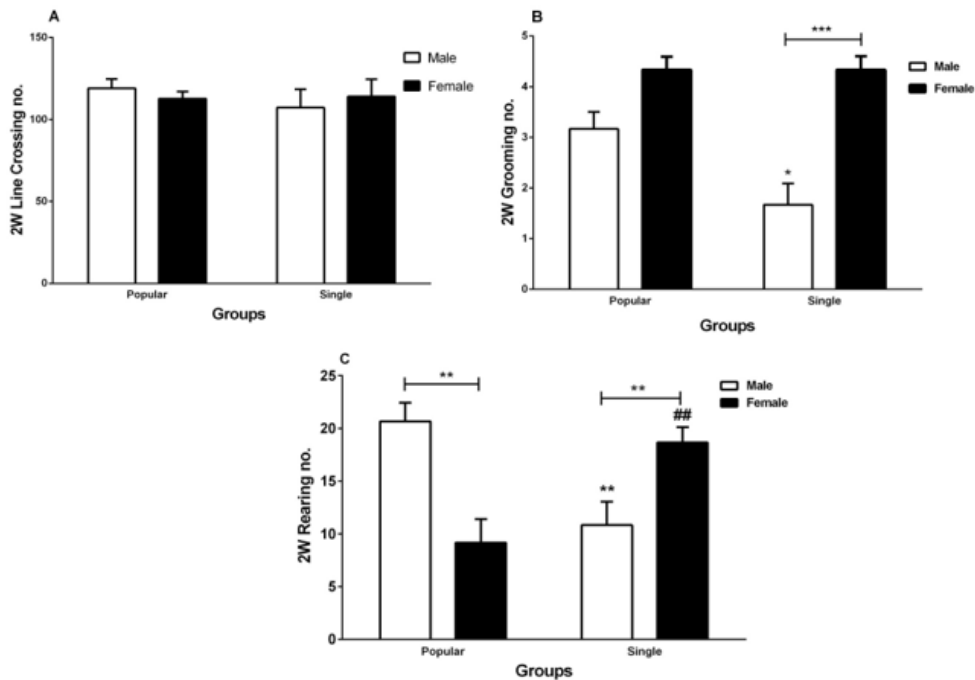 A
150
100
50
0
2W Line Crossing no.
Male
Female
Popular
Single
Groups
B
5
4
3
2
1
0
2W Grooming no.
***
*
Male
Female
Popular
Single
Groups
C
25
20
15
10
5
0
2W Rearing no.
**
**
**
##
Male
Female
Popular
Single
Groups